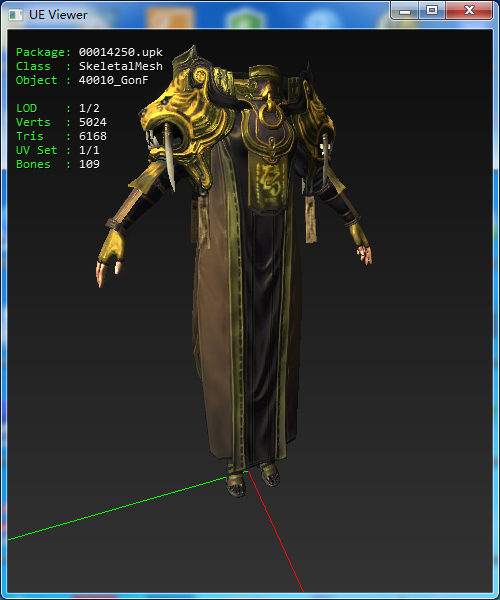 UE Viewer
Package: 00014250.upk
Class : SkeletalMesh
Object : 40010_GonF
LOD : 1/2
Verts : 5024
Tris : 6168
UV Set : 1/1
Bones : 109